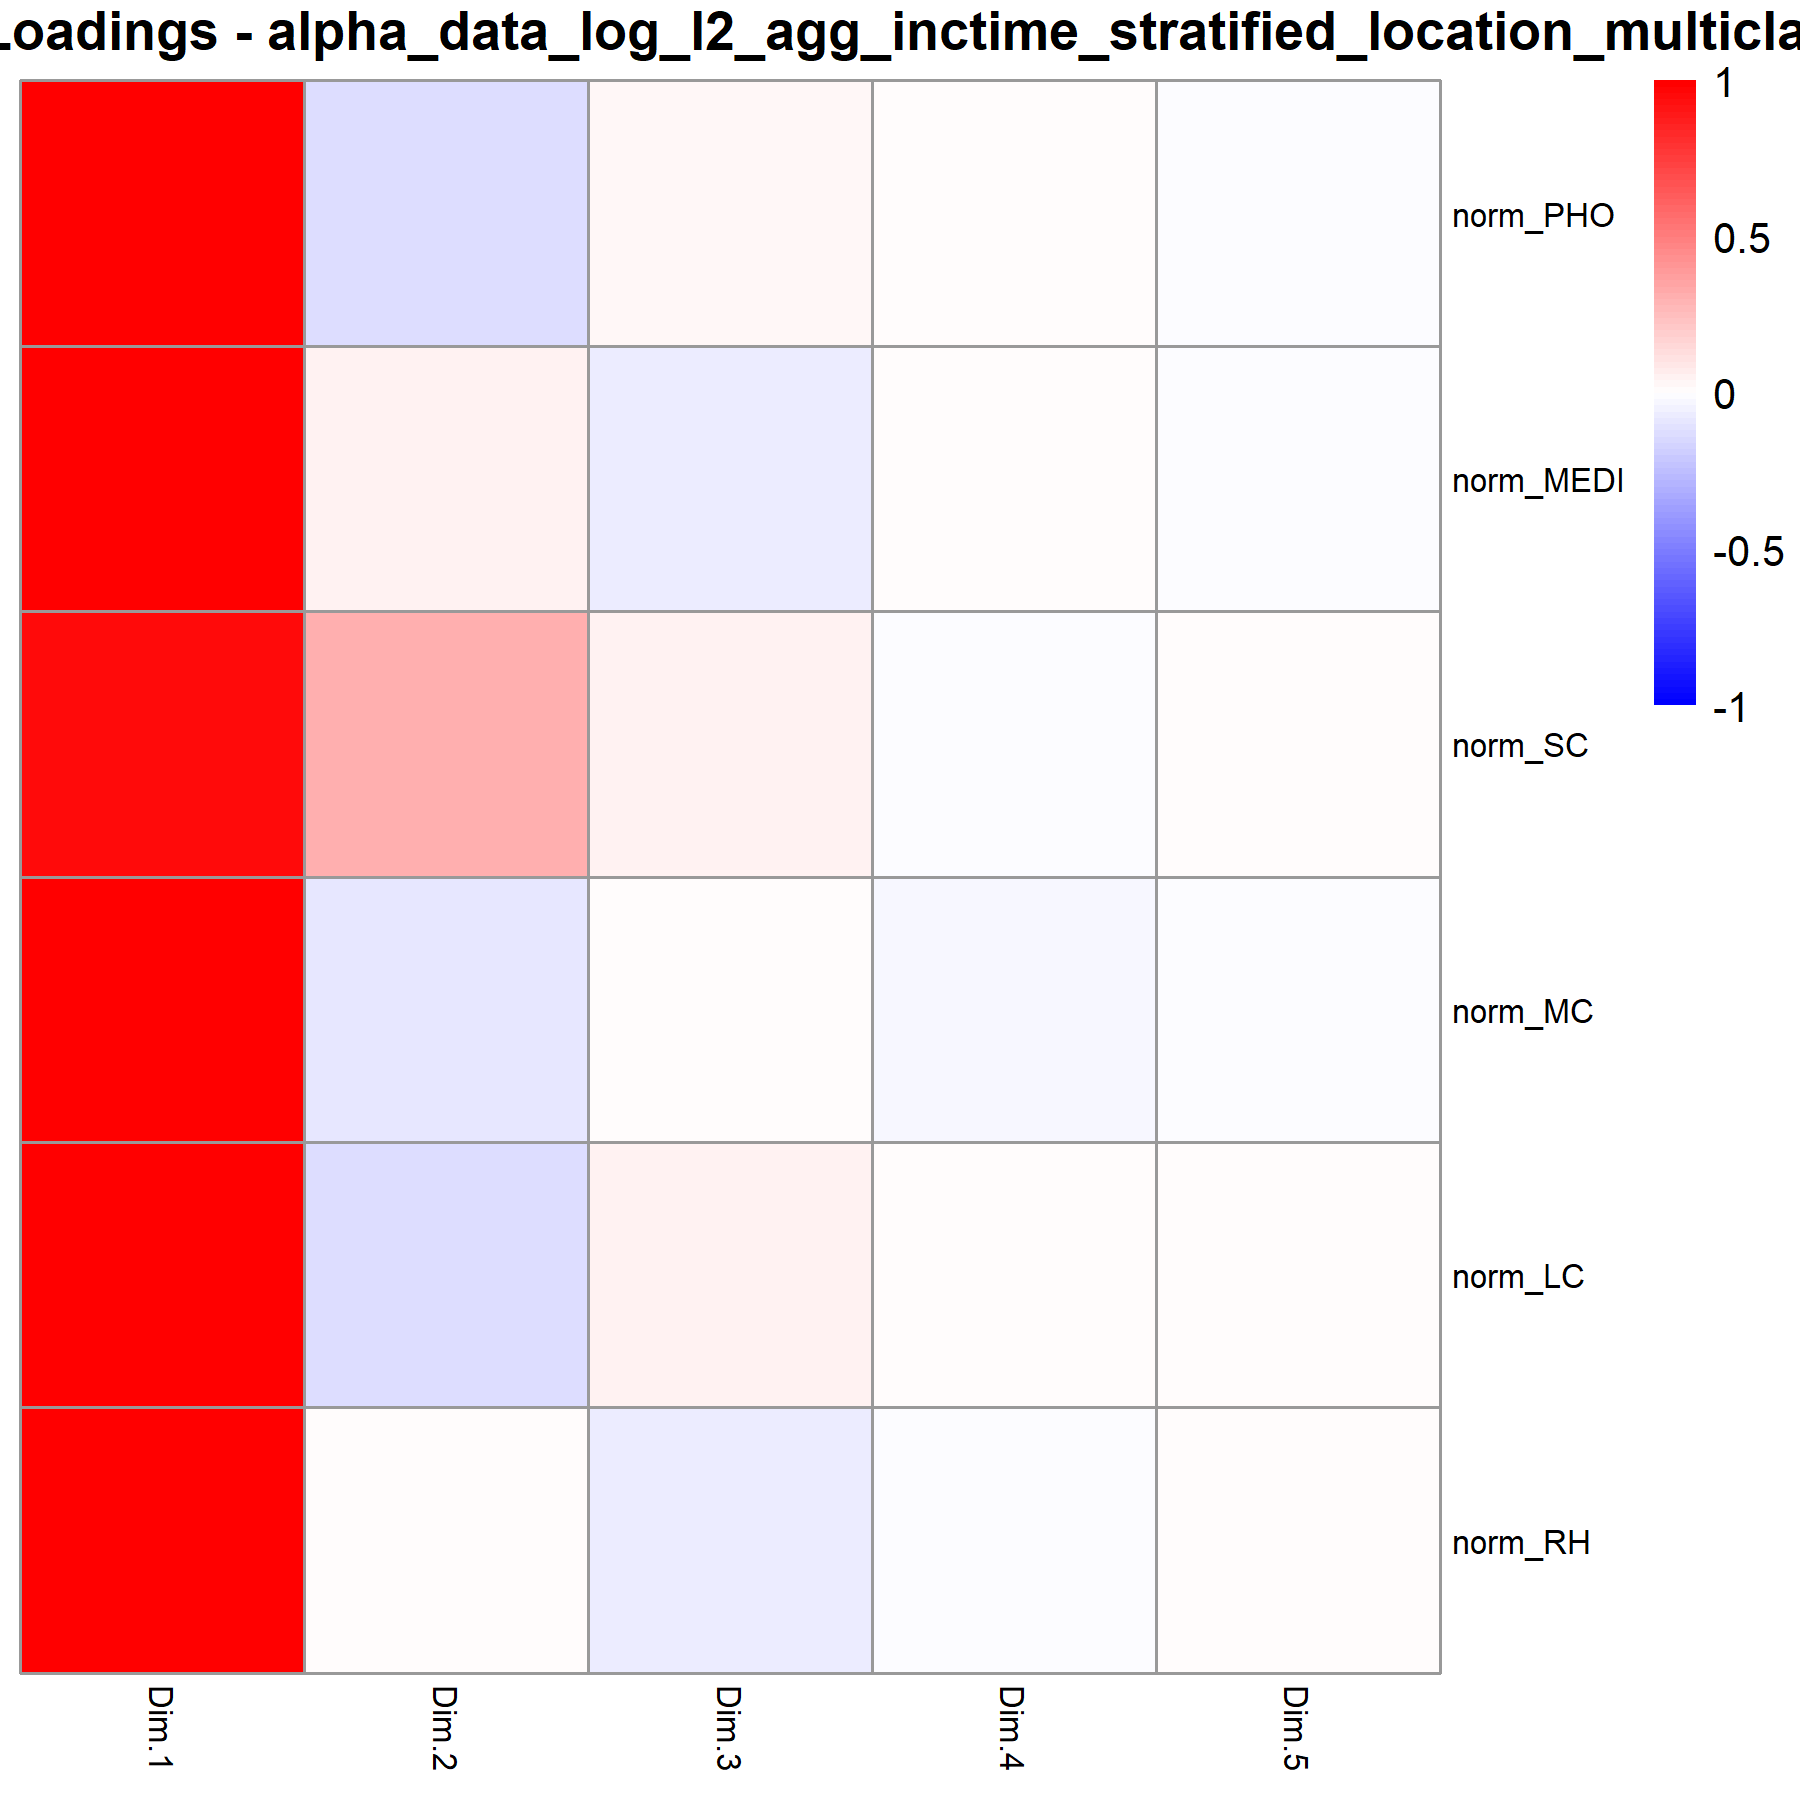 Loadings - alpha_data_log_l2_agg_inctime_stratified_location_multicla
1
0.5
0
-0.5
-1
norm_PHO
norm_MEDI
norm_SC
norm_MC
norm_LC
norm_RH
Dim.1
Dim.2
Dim.3
Dim.4
Dim.5